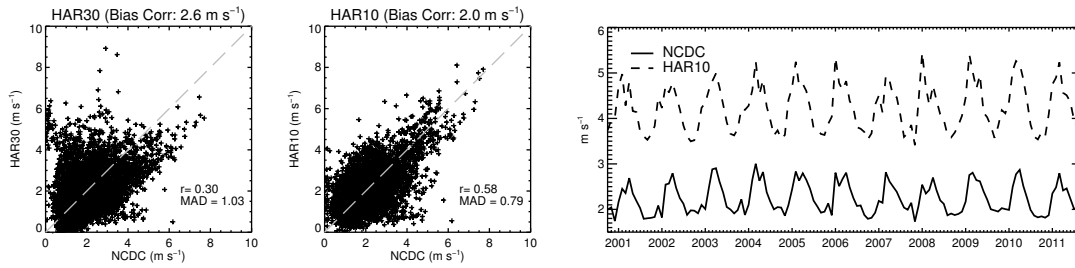 HAR30 (Bias Corr: 2.6 m s⁻¹)
10
8
6
4
2
0
HAR30 (m s⁻¹)
r= 0.30
MAD = 1.03
0 2 4 6 8 10
NCDC (m s⁻¹)
HAR10 (Bias Corr: 2.0 m s⁻¹)
10
8
6
4
2
0
HAR10 (m s⁻¹)
r= 0.58
MAD = 0.79
0 2 4 6 8 10
NCDC (m s⁻¹)
NCDC
HAR10
6
5
4
3
2
m s⁻¹
2001 2002 2003 2004 2005 2006 2007 2008 2009 2010 2011